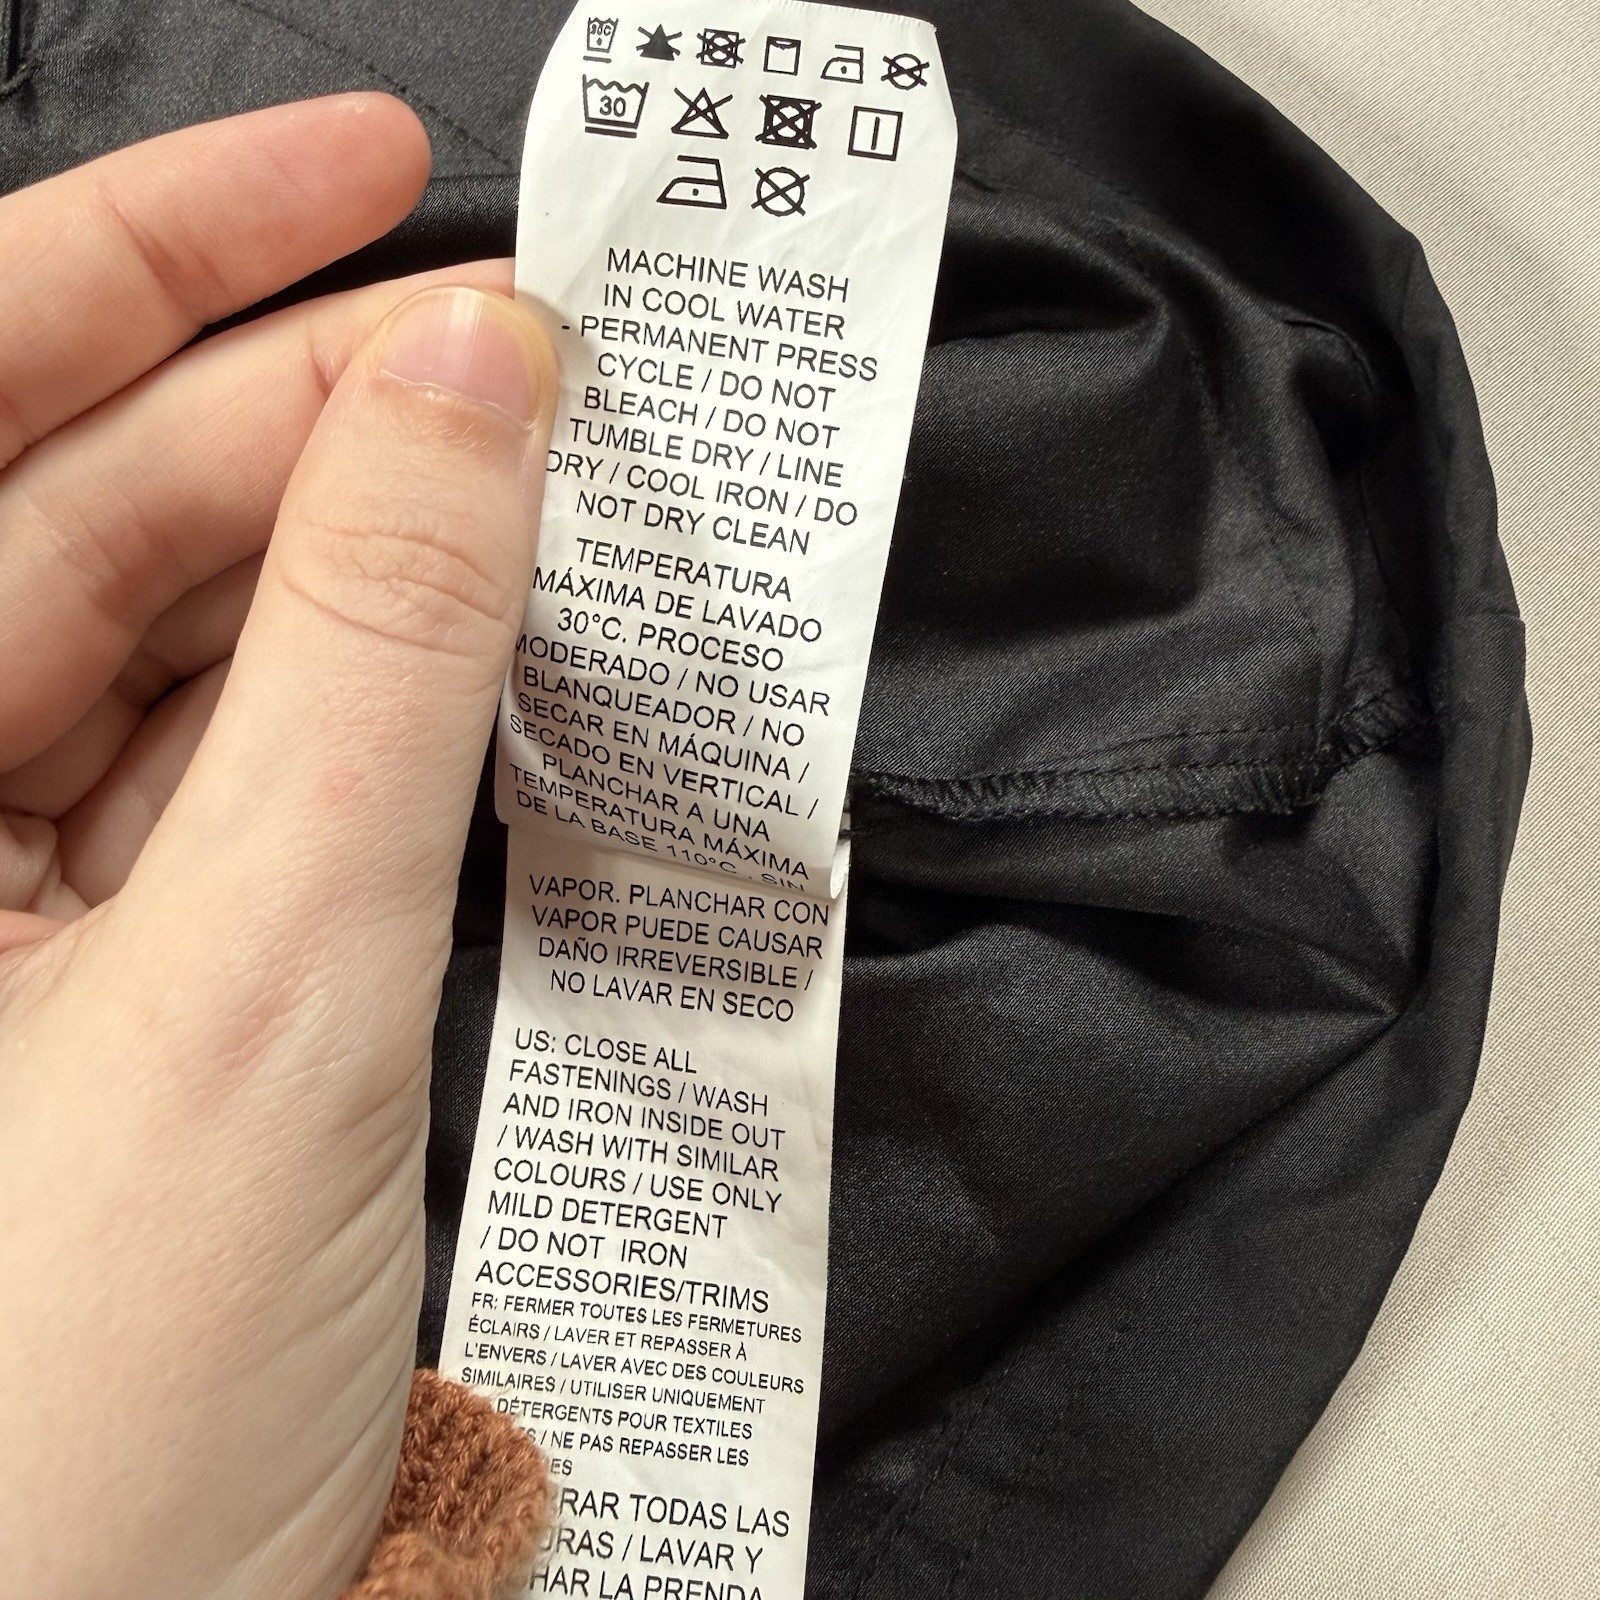 30
MACHINE WASH
IN COOL WATER
- PERMANENT PRESS
CYCLE / DO NOT
BLEACH / DO NOT
TUMBLE DRY / LINE
DRY / COOL IRON / DO
NOT DRY CLEAN
TEMPERATURA
MÁXIMA DE LAVADO
30°C. PROCESO
MODERADO / NO USAR
BLANQUEADOR / NO
SECAR EN MÁQUINA /
SECADO EN VERTICAL /
PLANCHAR A UNA
TEMPERATURA MÁXIMA
DE LA BASE 110°C . SIN
VAPOR. PLANCHAR CON
VAPOR PUEDE CAUSAR
DAÑO IRREVERSIBLE /
NO LAVAR EN SECO
US: CLOSE ALL
FASTENINGS / WASH
AND IRON INSIDE OUT
/ WASH WITH SIMILAR
COLOURS / USE ONLY
MILD DETERGENT
/ DO NOT IRON
ACCESSORIES/TRIMS
FR: FERMER TOUTES LES FERMETURES
ÉCLAIRS / LAVER ET REPASSER À
L'ENVERS / LAVER AVEC DES COULEURS
SIMILAIRES / UTILISER UNIQUEMENT
DÉTERGENTS POUR TEXTILES
/ NE PAS REPASSER LES
TODAS LAS
/ LAVAR Y
LA PRENDA